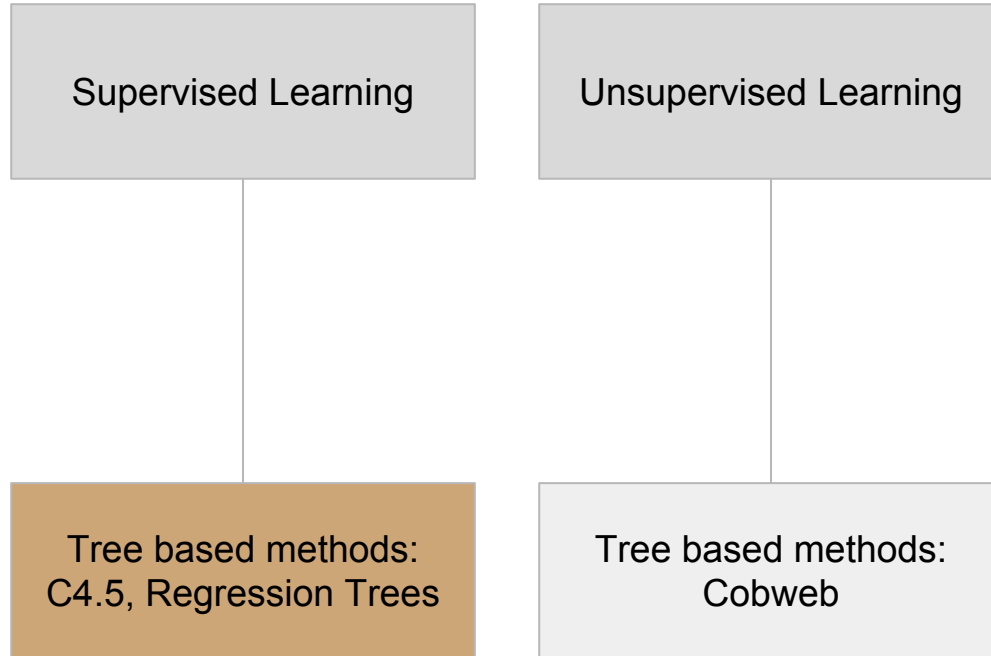 Supervised Learning
Unsupervised Learning
Tree based methods:
C4.5, Regression Trees
Tree based methods:
Cobweb